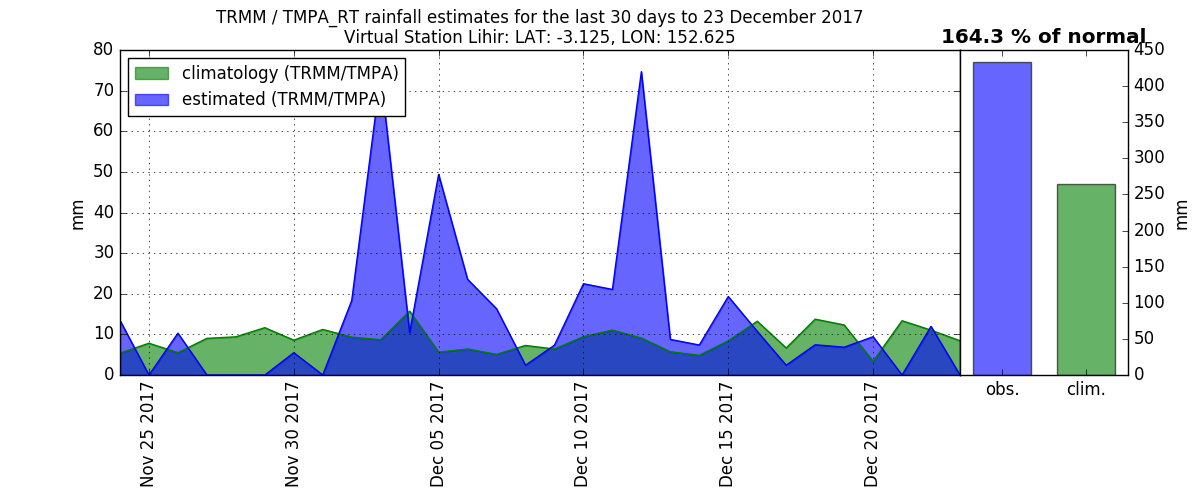 TRMM / TMPA_RT rainfall estimates for the last 30 days to 23 December 2017
Virtual Station Lihir: LAT: -3.125, LON: 152.625
164.3 % of normal
climatology (TRMM/TMPA)
estimated (TRMM/TMPA)
mm
80
70
60
50
40
30
20
10
0
Nov 25 2017
Nov 30 2017
Dec 05 2017
Dec 10 2017
Dec 15 2017
Dec 20 2017
obs.
clim.
450
400
350
300
250
200
150
100
50
0
mm